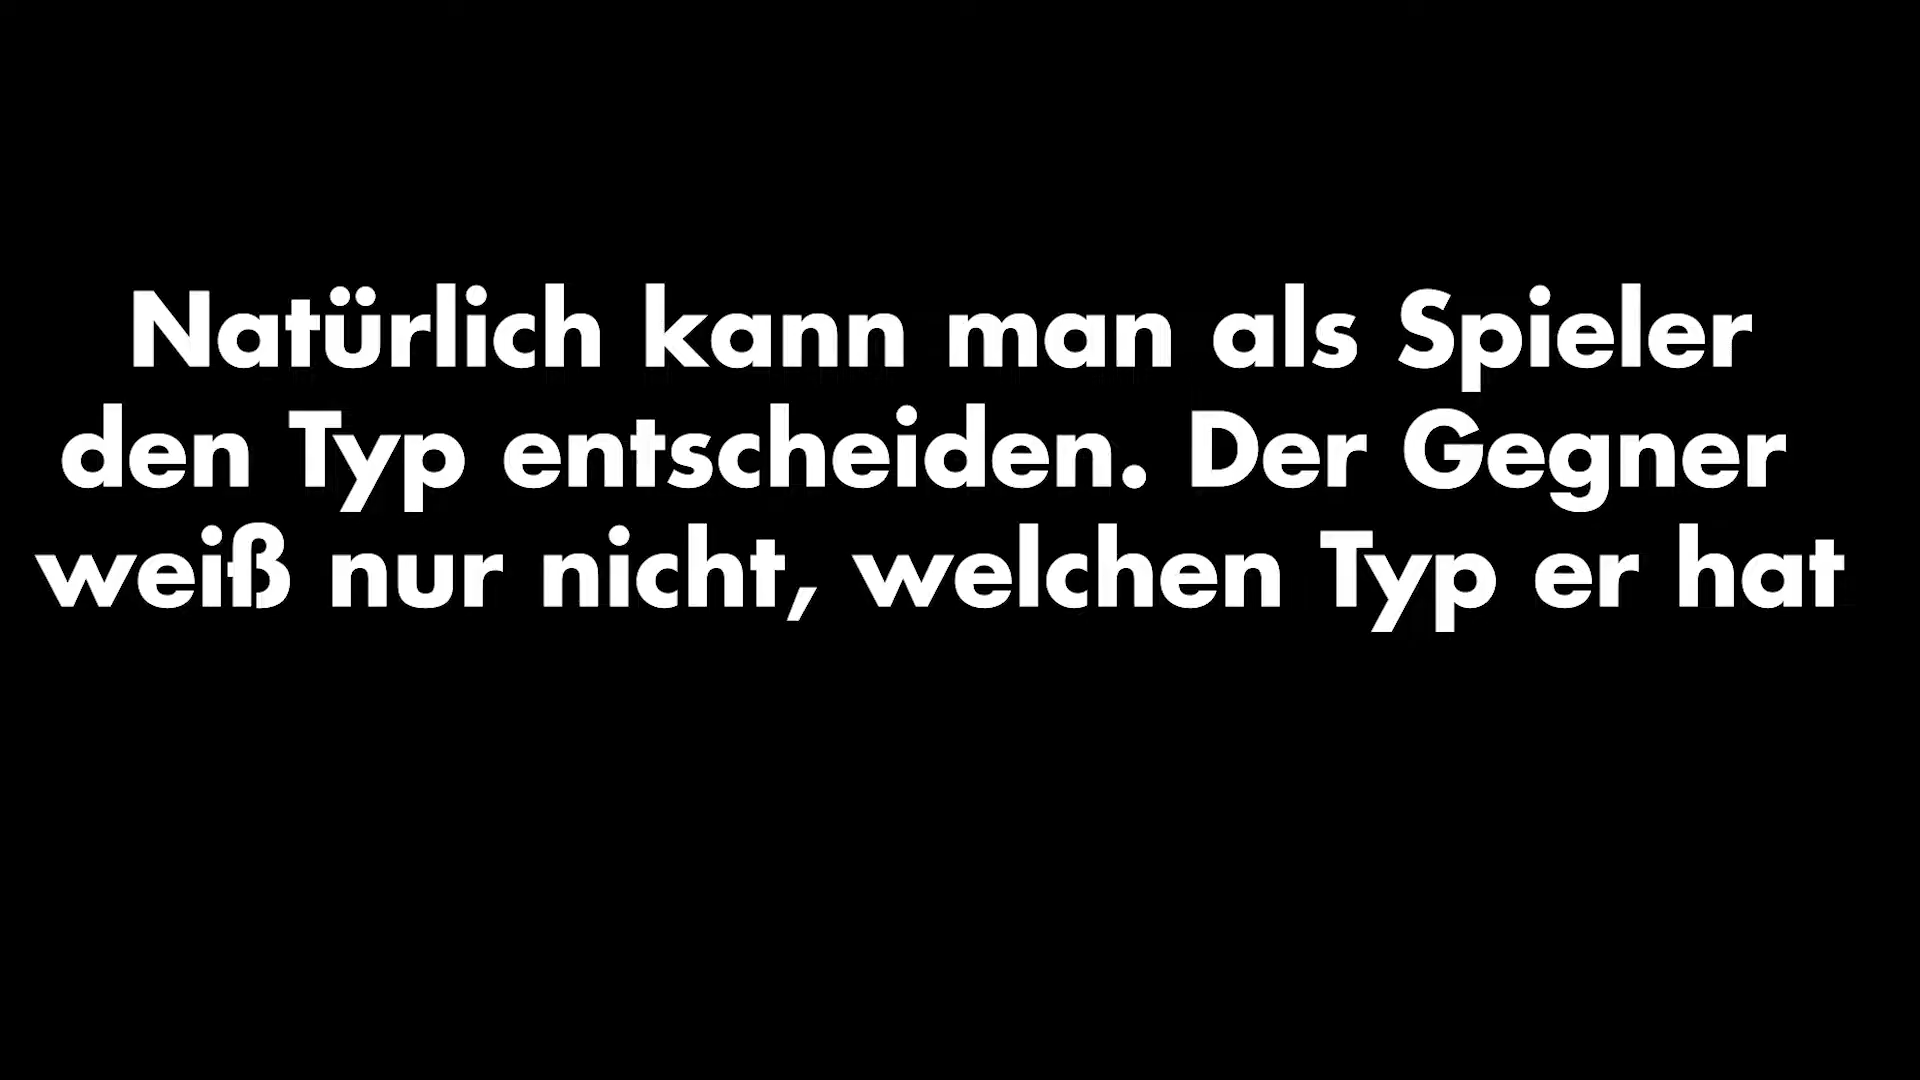 Natürlich kann man als Spieler
den Typ entscheiden. Der Gegner
weiß nur nicht, welchen Typ er hat